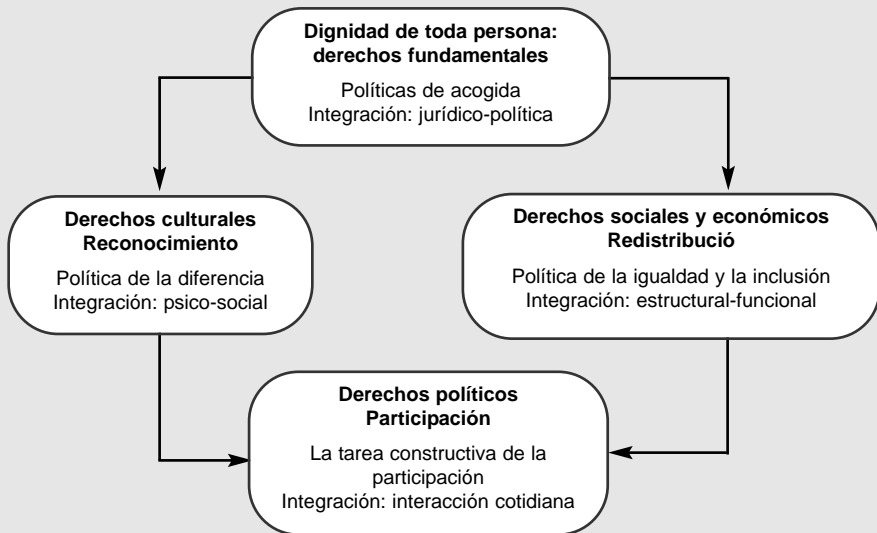 Dignidad de toda persona:
derechos fundamentales
Políticas de acogida
Integración: jurídico-política
Derechos culturales
Reconocimiento
Política de la diferencia
Integración: psico-social
Derechos sociales y económicos
Redistribució
Política de la igualdad y la inclusión
Integración: estructural-funcional
Derechos políticos
Participación
La tarea constructiva de la
participación
Integración: interacción cotidiana